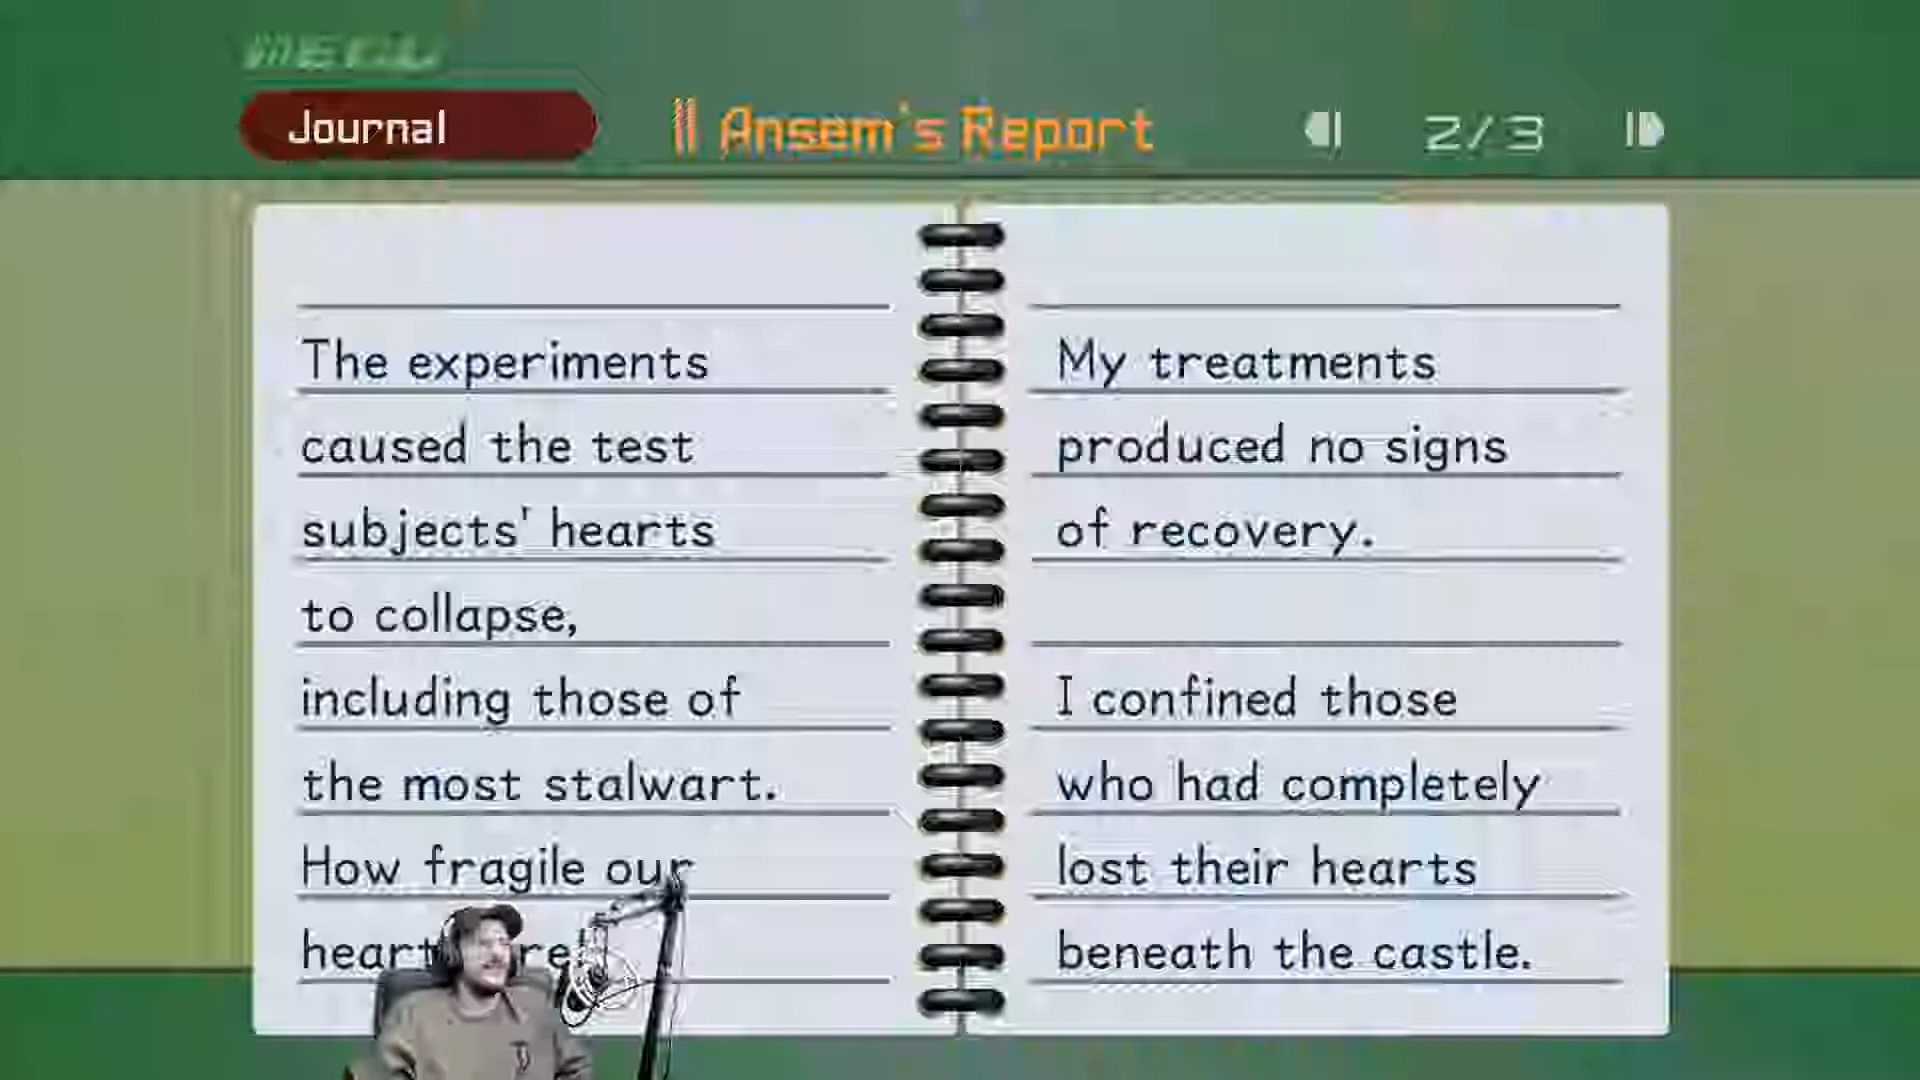 Journal
Ansem's Report
2/3
The experiments
caused the test
subjects' hearts
to collapse,
including those of
the most stalwart.
How fragile our
My treatments
produced no signs
of recovery.
I confined those
who had completely
lost their hearts
beneath the castle.